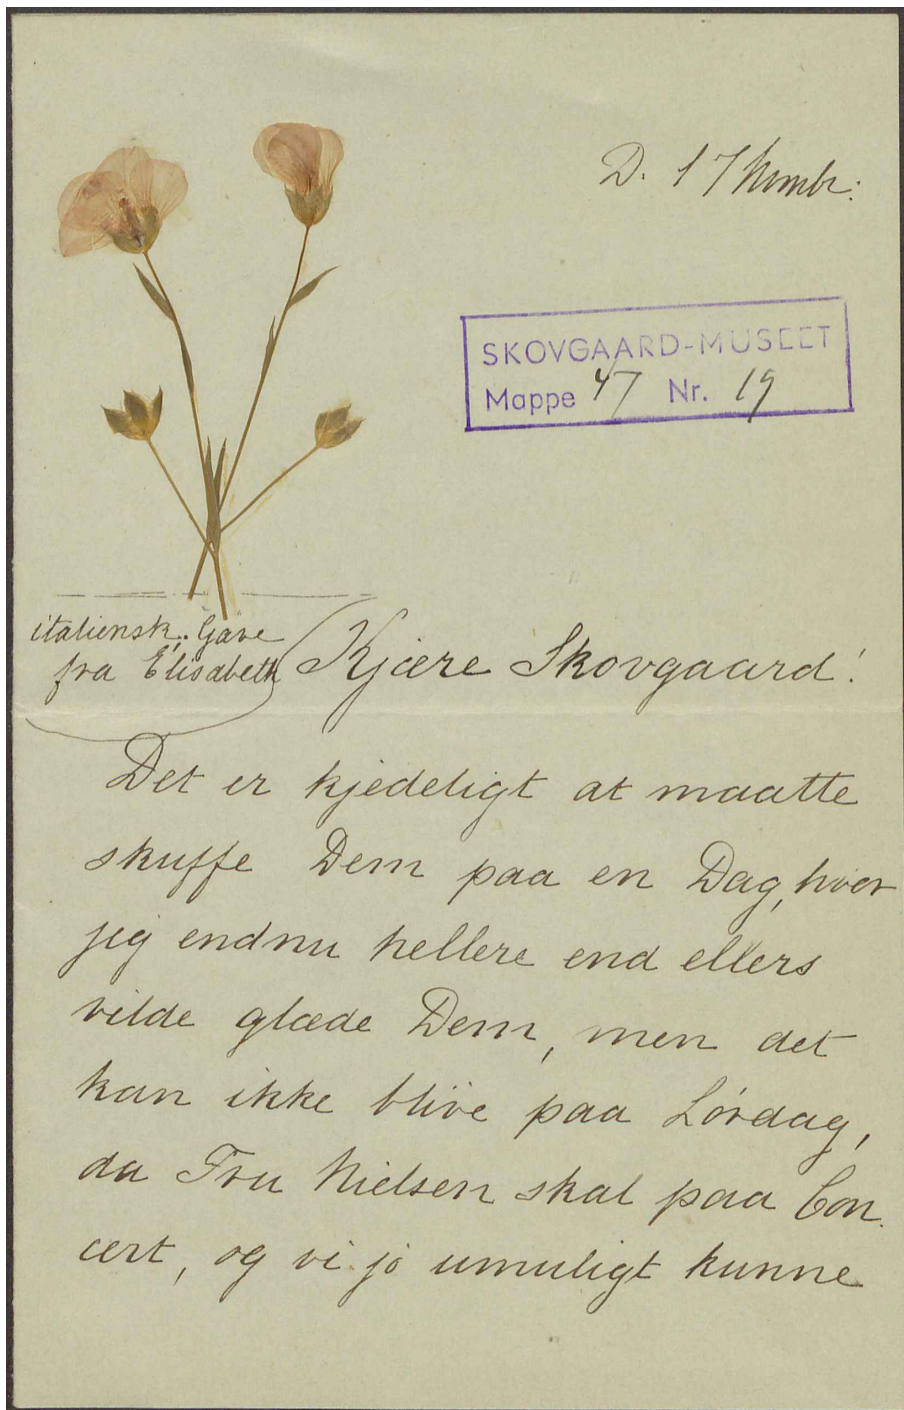 D. 17 Novmbr:
SKOVGAARD-MUSEET
Mappe 47 Nr. 19
italiensk, Gave
fra Elisabeth
Kjære Skovgaard!
Det er kjedeligt at maatte
skuffe Dem paa en Dag, hvor
jeg endnu hellere end ellers
vilde glæde Dem, men det
kan ikke blive paa Lørdag,
da Fru Nielsen skal paa Con
cert, og vi jo umuligt kunne